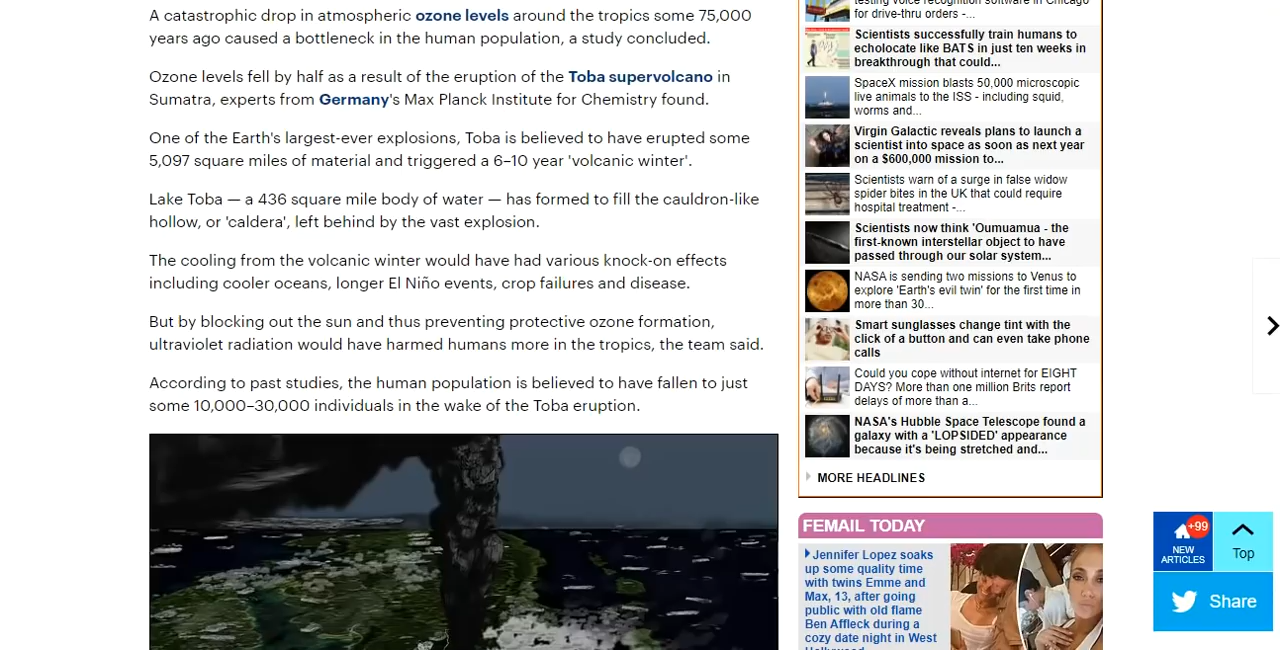 A catastrophic drop in atmospheric ozone levels around the tropics some 75,000
years ago caused a bottleneck in the human population, a study concluded.
Ozone levels fell by half as a result of the eruption of the Toba supervolcano in
Sumatra, experts from Germany's Max Planck Institute for Chemistry found.
One of the Earth's largest-ever explosions, Toba is believed to have erupted some
5,097 square miles of material and triggered a 6–10 year 'volcanic winter'.
Lake Toba — a 436 square mile body of water — has formed to fill the cauldron-like
hollow, or 'caldera', left behind by the vast explosion.
The cooling from the volcanic winter would have had various knock-on effects
including cooler oceans, longer El Niño events, crop failures and disease.
But by blocking out the sun and thus preventing protective ozone formation,
ultraviolet radiation would have harmed humans more in the tropics, the team said.
According to past studies, the human population is believed to have fallen to just
some 10,000–30,000 individuals in the wake of the Toba eruption.
testing voice recognition software in Chicago
for drive-thru orders -...
Scientists successfully train humans to
echolocate like BATS in just ten weeks in
breakthrough that could...
SpaceX mission blasts 50,000 microscopic
live animals to the ISS - including squid,
worms and...
Virgin Galactic reveals plans to launch a
scientist into space as soon as next year
on a $600,000 mission to...
Scientists warn of a surge in false widow
spider bites in the UK that could require
hospital treatment -...
Scientists now think 'Oumuamua - the
first-known interstellar object to have
passed through our solar system...
NASA is sending two missions to Venus to
explore 'Earth's evil twin' for the first time in
more than 30...
Smart sunglasses change tint with the
click of a button and can even take phone
calls
Could you cope without internet for EIGHT
DAYS? More than one million Brits report
delays of more than a...
NASA's Hubble Space Telescope found a
galaxy with a 'LOPSIDED' appearance
because it's being stretched and...
MORE HEADLINES
FEMAIL TODAY
Jennifer Lopez soaks
up some quality time
with twins Emme and
Max, 13, after going
public with old flame
Ben Affleck during a
cozy date night in West
Hollywood
+99
NEW
ARTICLES
Top
Share